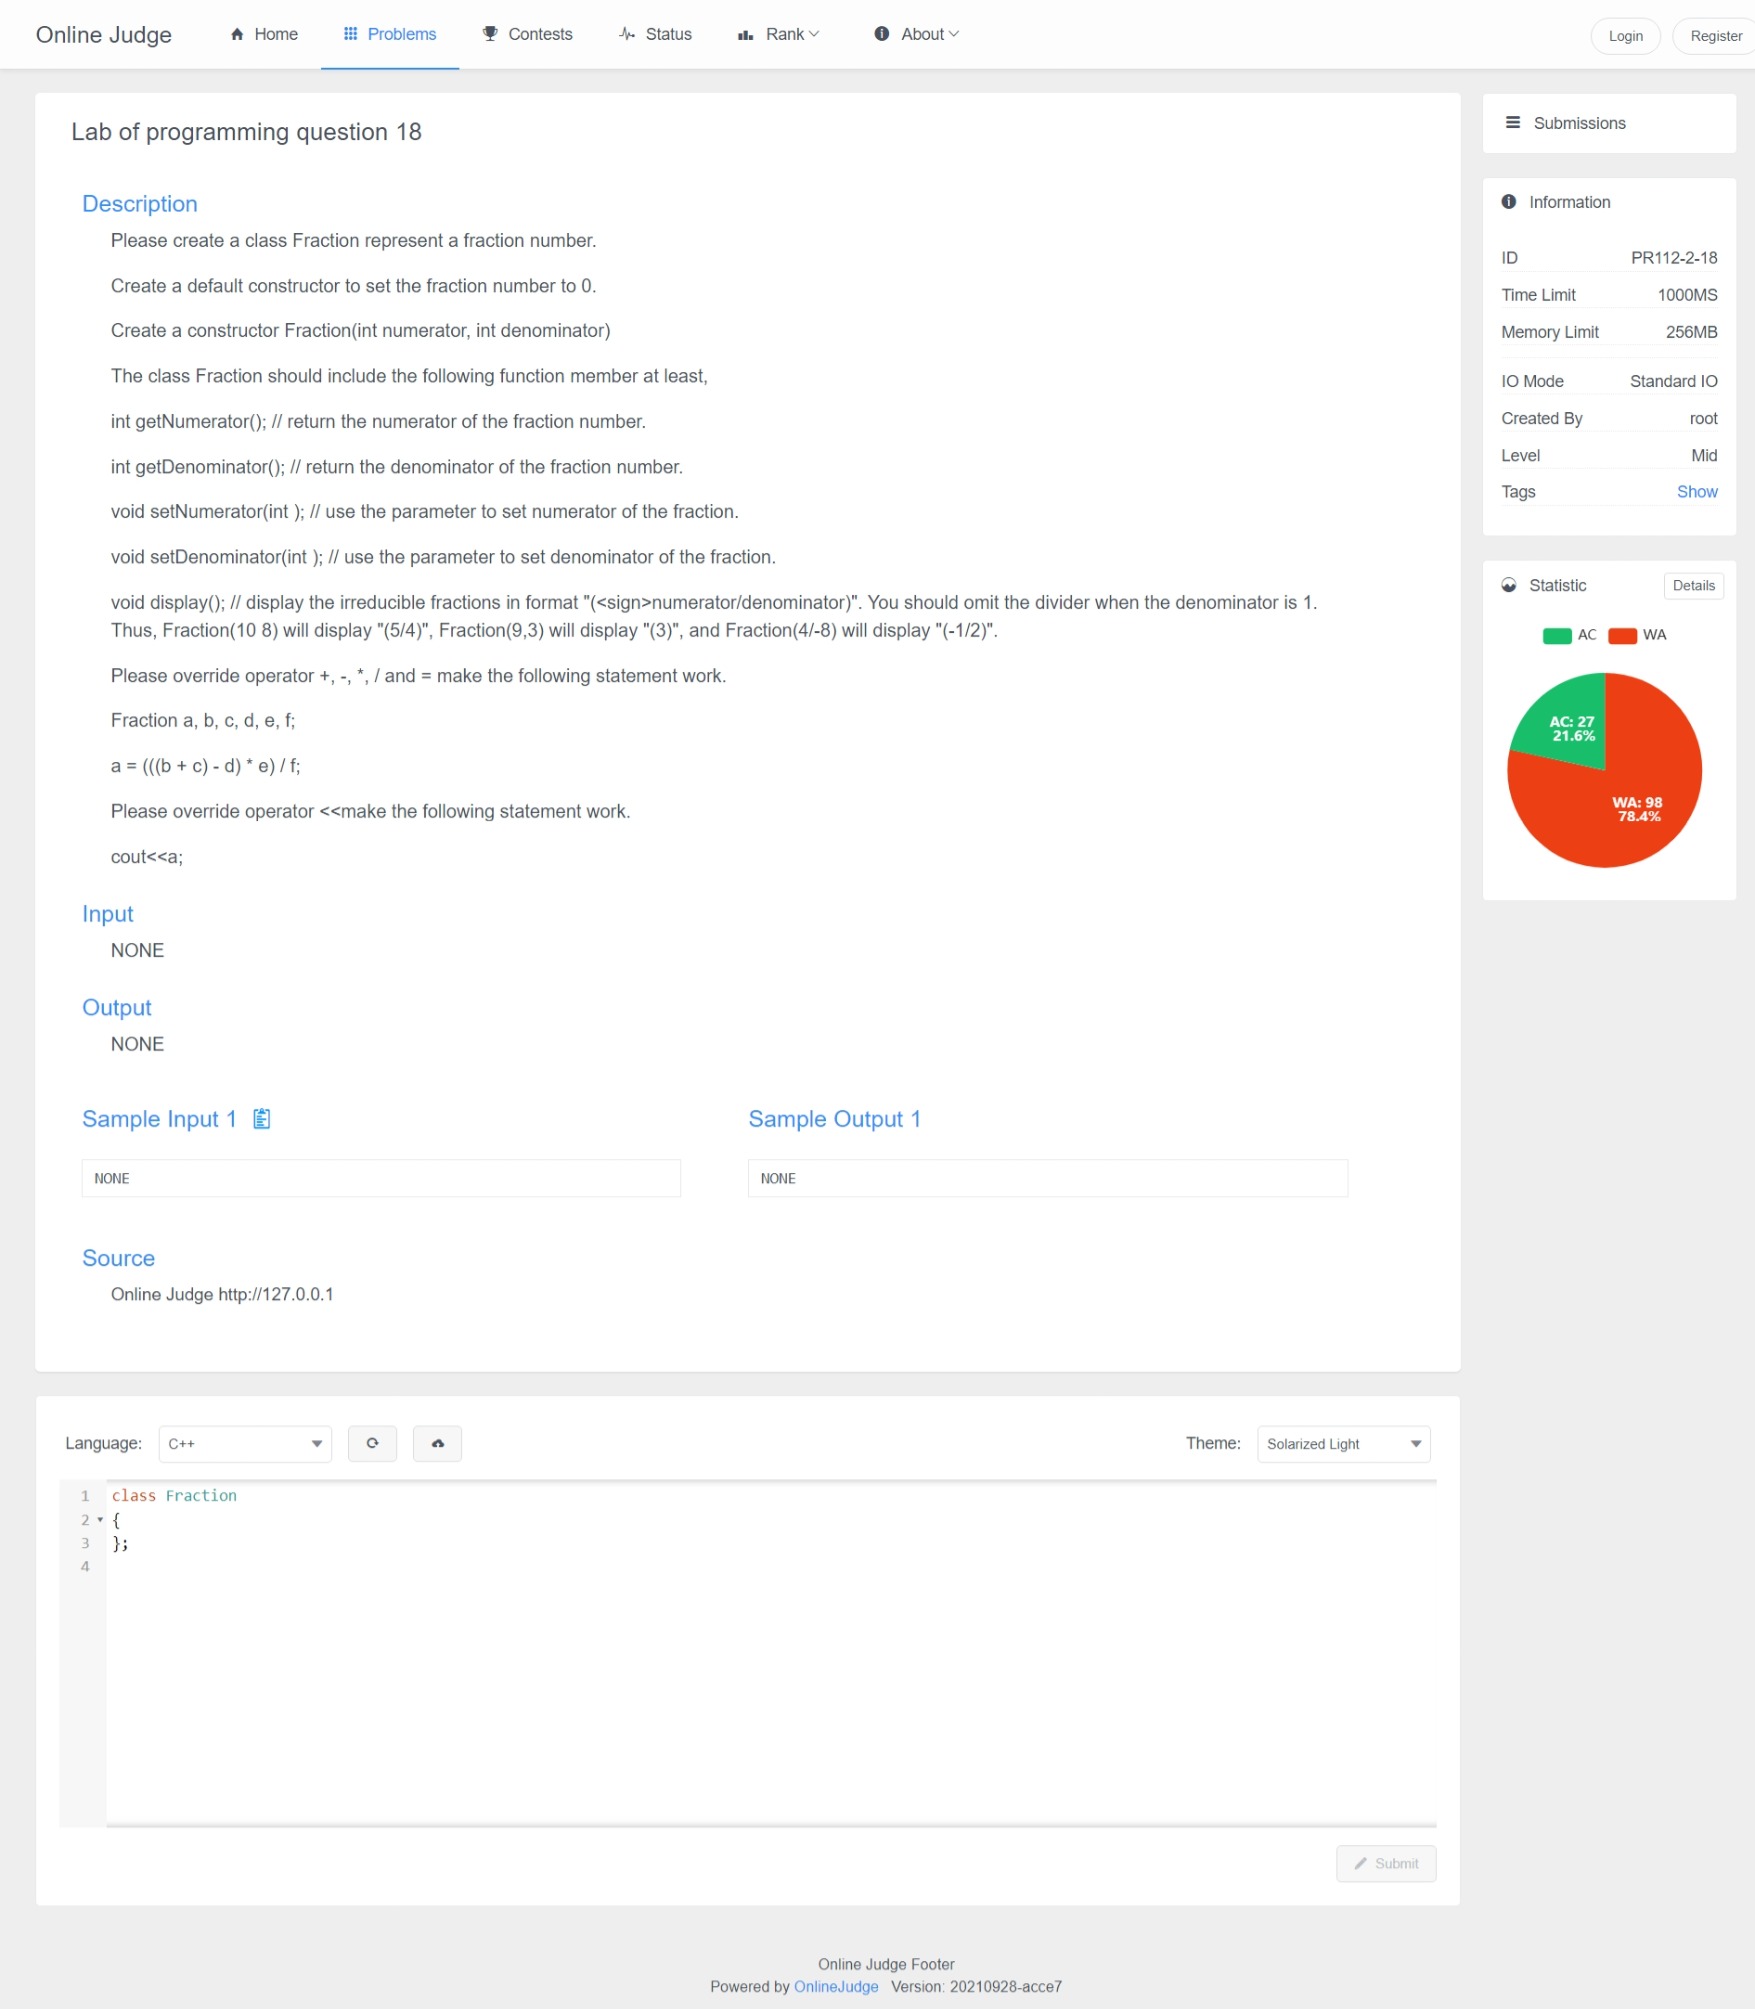 Online Judge
Home
Problems
Contests
Status
Rank
About
Login
Register
Lab of programming question 18
Description
Please create a class Fraction represent a fraction number.
Create a default constructor to set the fraction number to 0.
Create a constructor Fraction(int numerator, int denominator)
The class Fraction should include the following function member at least,
int getNumerator(); // return the numerator of the fraction number.
int getDenominator(); // return the denominator of the fraction number.
void setNumerator(int ); // use the parameter to set numerator of the fraction.
void setDenominator(int ); // use the parameter to set denominator of the fraction.
void display(); // display the irreducible fractions in format "(<sign>numerator/denominator)". You should omit the divider when the denominator is 1.
Thus, Fraction(10 8) will display "(5/4)", Fraction(9,3) will display "(3)", and Fraction(4/-8) will display "(-1/2)".
Please override operator +, -, *, / and = make the following statement work.
Fraction a, b, c, d, e, f;
a = (((b + c) - d) * e) / f;
Please override operator <<make the following statement work.
cout<<a;
Input
NONE
Output
NONE
Sample Input 1
NONE
Sample Output 1
NONE
Source
Online Judge http://127.0.0.1
Submissions
Information
ID PR112-2-18
Time Limit 1000MS
Memory Limit 256MB
IO Mode Standard IO
Created By root
Level Mid
Tags Show
Statistic Details
AC WA
AC: 27
21.6%
WA: 98
78.4%
Language: C++
Theme: Solarized Light
1 class Fraction
2 {
3 };
4
Submit
Online Judge Footer
Powered by OnlineJudge Version: 20210928-acce7